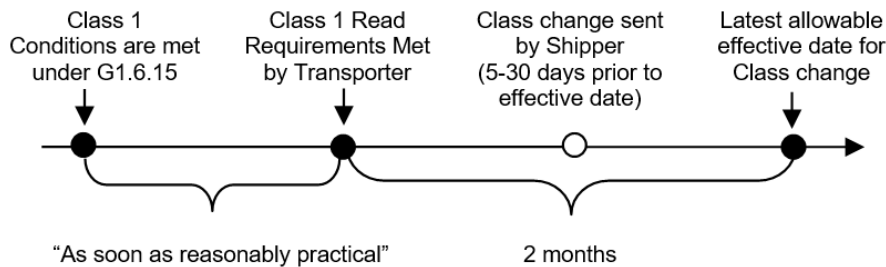 Class 1
Conditions are met
under G1.6.15
Class 1 Read
Requirements Met
by Transporter
Class change sent
by Shipper
(5-30 days prior to
effective date)
Latest allowable
effective date for
Class change
“As soon as reasonably practical”
2 months